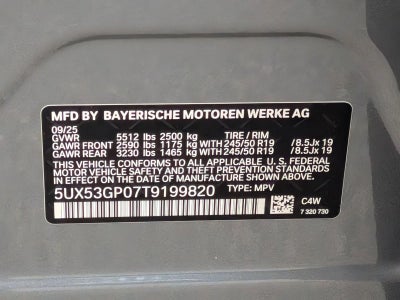 MFD BY BAYERISCHE MOTOREN WERKE AG
09/25
GVWR 5512 lbs 2500 kg TIRE / RIM
GAWR FRONT 2590 lbs 1175 kg WITH 245/50 R19 / 8.5Jx 19
GAWR REAR 3230 lbs 1465 kg WITH 245/50 R19 / 8.5Jx 19
THIS VEHICLE CONFORMS TO ALL APPLICABLE U. S. FEDERAL
MOTOR VEHICLE SAFETY AND THEFT PREVENTION STANDARDS
IN EFFECT ON THE DATE OF MANUFACTURE SHOWN ABOVE.
5UX53GP07T9199820 TYPE: MPV
C4W
7 320 730